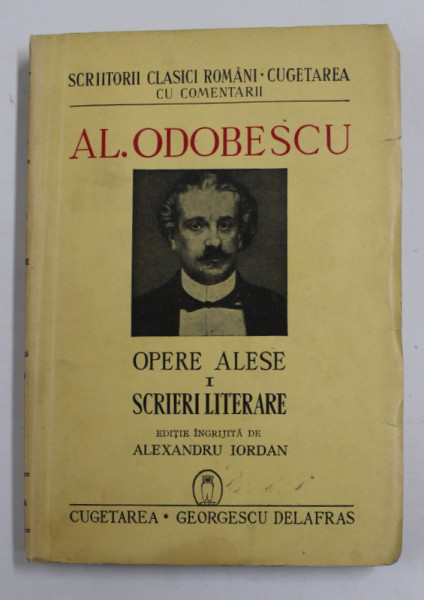 SCRIITORII CLASICI ROMÂNI • CUGETAREA
CU COMENTARII
AL. ODOBESCU
OPERE ALESE
I
SCRIERI LITERARE
EDIȚIE ÎNGRIJITĂ DE
ALEXANDRU IORDAN
CUGETAREA • GEORGESCU DELAFRAS